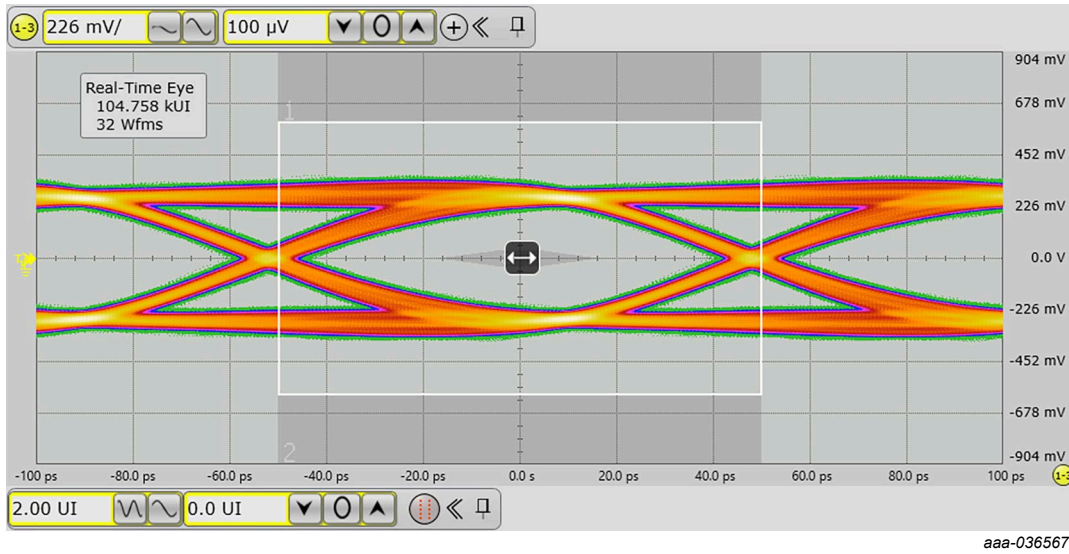 1-3 226 mV/ 100 µV 0
904 mV
Real-Time Eye
104.758 kUI
32 Wfms
1
678 mV
452 mV
226 mV
0.0 V
-226 mV
-452 mV
-678 mV
2
-904 mV
-100 ps -80.0 ps -60.0 ps -40.0 ps -20.0 ps 0.0 s 20.0 ps 40.0 ps 60.0 ps 80.0 ps 100 ps 1-3
2.00 UI 0.0 UI 0
aaa-036567